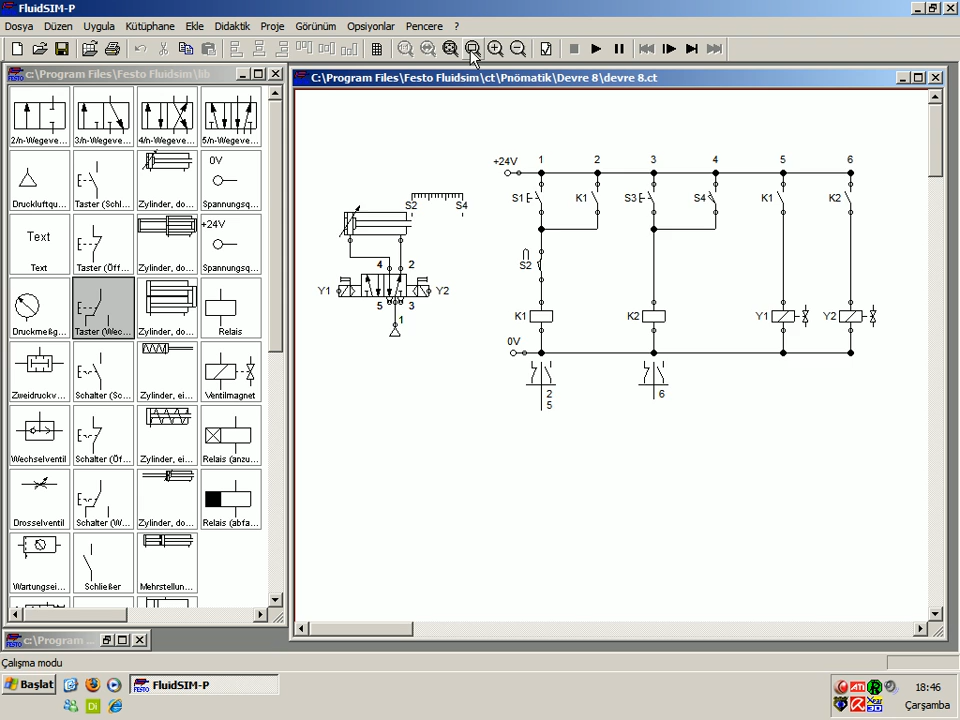 FluidSIM-P
Dosya Düzen Uygula Kütüphane Ekle Didaktik Proje Görünüm Opsiyonlar Pencere ?
c:\Program Files\Festo Fluidsim\lib
C:\Program Files\Festo Fluidsim\ct\Pnömatik\Devre 8\devre 8.ct
2/n-Wegeve... 3/n-Wegeve... 4/n-Wegeve... 5/n-Wegeve...
0V
Druckluftqu... Taster (Schl... Zylinder, do... Spannungsq...
Text
+24V
Text Taster (Öff... Zylinder, do... Spannungsq...
Druckmeßg... Taster (Wec... Zylinder, do... Relais
Zweidruckv... Schalter (Sc... Zylinder, ei... Ventilmagnet
Wechselventil Schalter (Öf... Zylinder, ei... Relais (anzu...
Drosselventil Schalter (W... Zylinder, do... Relais (abfa...
Wartungsei... Schließer Mehrstellun...
+24V 1 2 3 4 5 6
S1 K1 S3 S4 K1 K2
S2 S4
S2
4 2
Y1 Y2
5 3
1
K1 K2 Y1 Y2
0V
2 6
5
c:\Program ...
Çalışma modu
Başlat FluidSIM-P
Di
18:46
Çarşamba